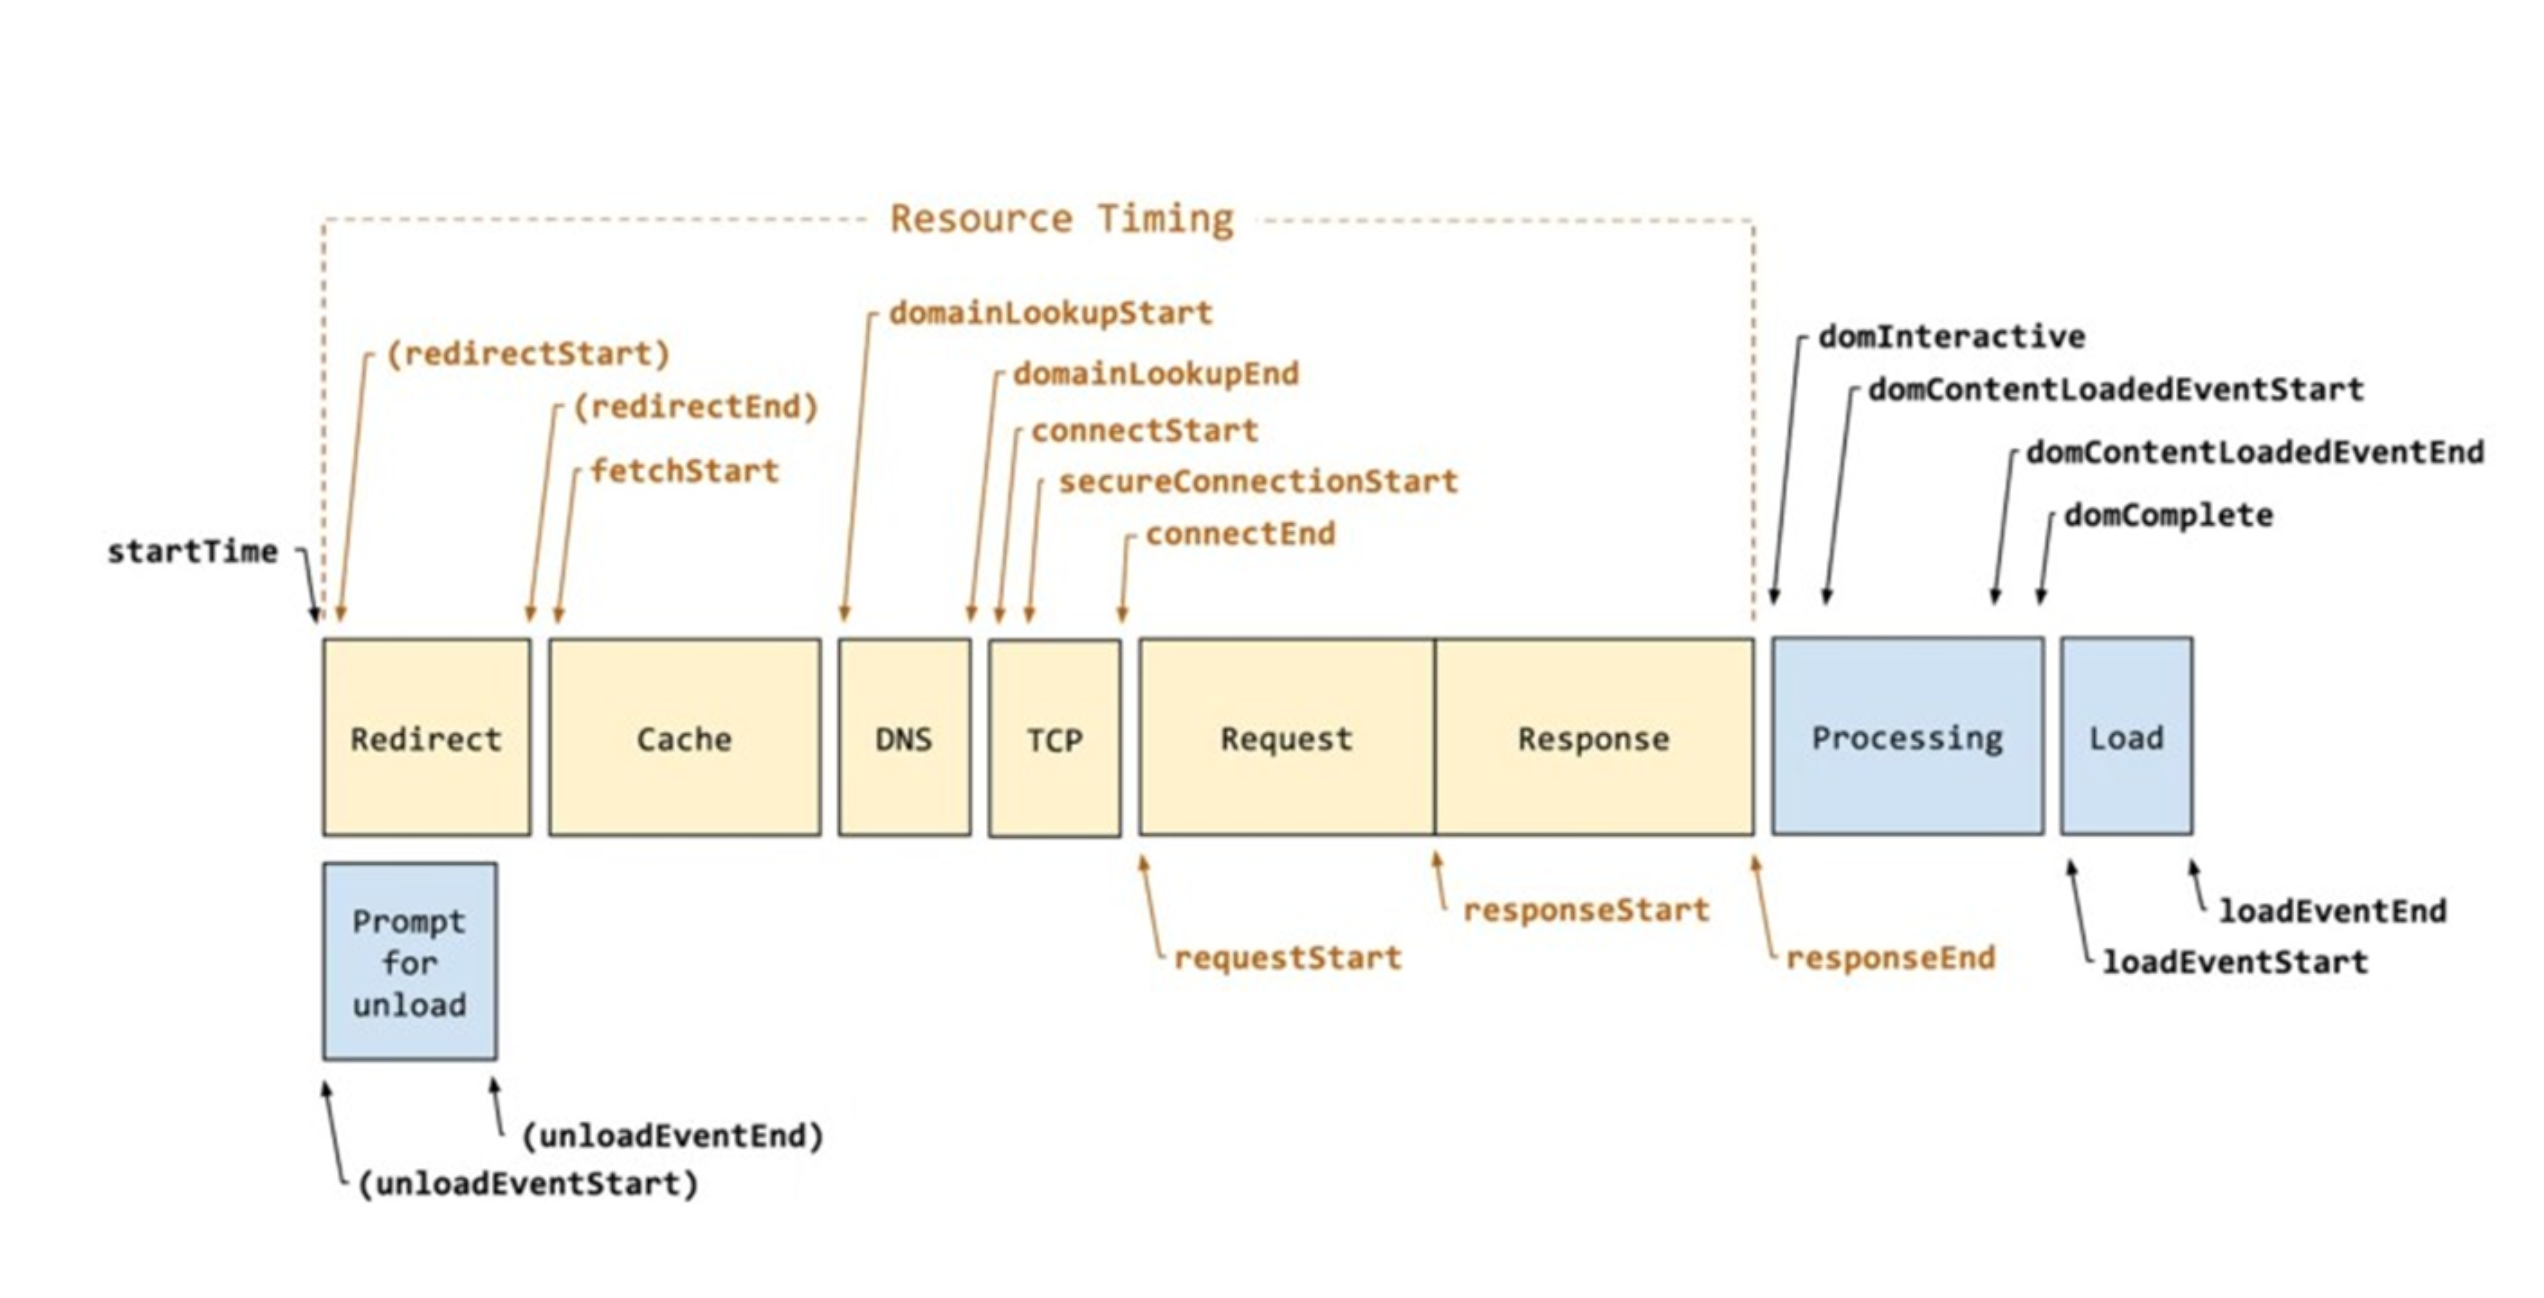 Resource Timing
domainLookupStart
(redirectStart)
domInteractive
domainLookupEnd
domContentLoadedEventStart
(redirectEnd)
connectStart
domContentLoadedEventEnd
fetchStart
secureConnectionStart
domComplete
connectEnd
startTime
Redirect
Cache
DNS
TCP
Request
Response
Processing
Load
Prompt
for
unload
responseStart
loadEventEnd
requestStart
responseEnd
loadEventStart
(unloadEventEnd)
(unloadEventStart)